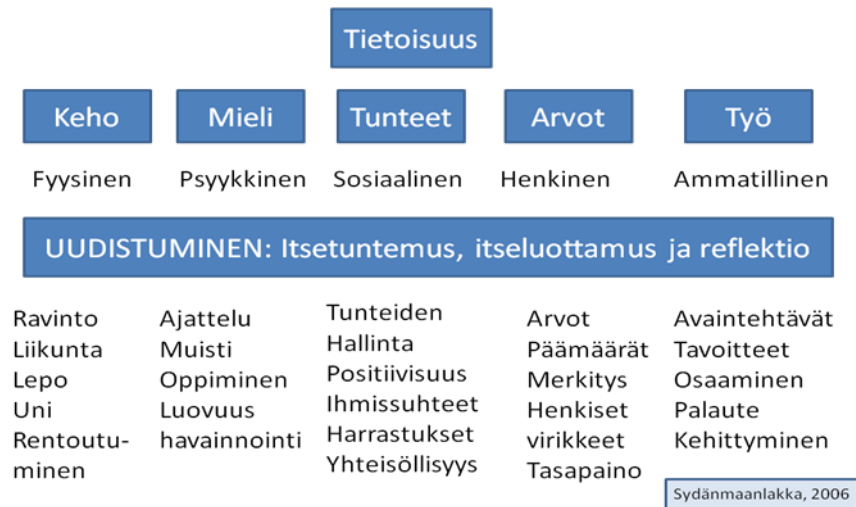 Tietoisuus
Keho
Mieli
Tunteet
Arvot
Työ
Fyysinen
Psyykkinen
Sosiaalinen
Henkinen
Ammatillinen
UUDISTUMINEN: Itsetuntemus, itseluottamus ja reflektio
Ravinto
Liikunta
Lepo
Uni
Rentoutu-
minen
Ajattelu
Muisti
Oppiminen
Luovuus
havainnointi
Tunteiden
Hallinta
Positiivisuus
Ihmissuhteet
Harrastukset
Yhteisöllisyys
Arvot
Päämäärät
Merkitys
Henkiset
virikkeet
Tasapaino
Avaintehtävät
Tavoitteet
Osaaminen
Palaute
Kehittyminen
Sydänmaanlakka, 2006